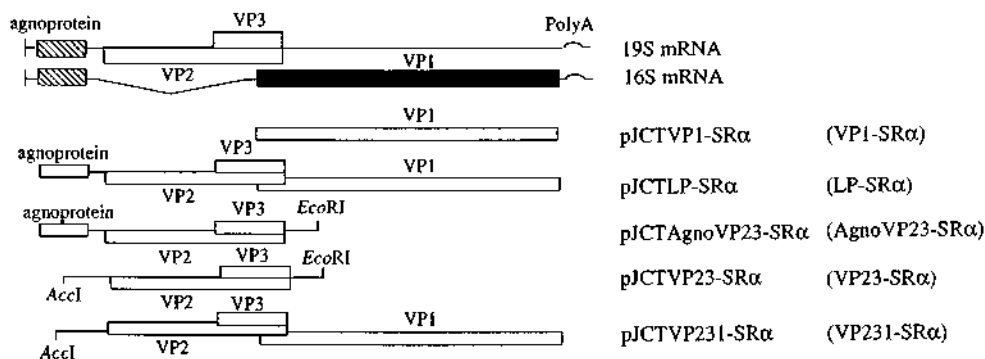 agnoprotein VP3 PolyA
19S mRNA
VP2 VP1
16S mRNA
VP1
pJCTVP1-SRα (VP1-SRα)
agnoprotein VP3
VP2 VP1
pJCTLP-SRα (LP-SRα)
agnoprotein VP3 EcoRI
pJCTAgnoVP23-SRα (AgnoVP23-SRα)
VP2 VP3 EcoRI
AccI
pJCTVP23-SRα (VP23-SRα)
VP2 VP3 VP1
pJCTVP231-SRα (VP231-SRα)
AccI